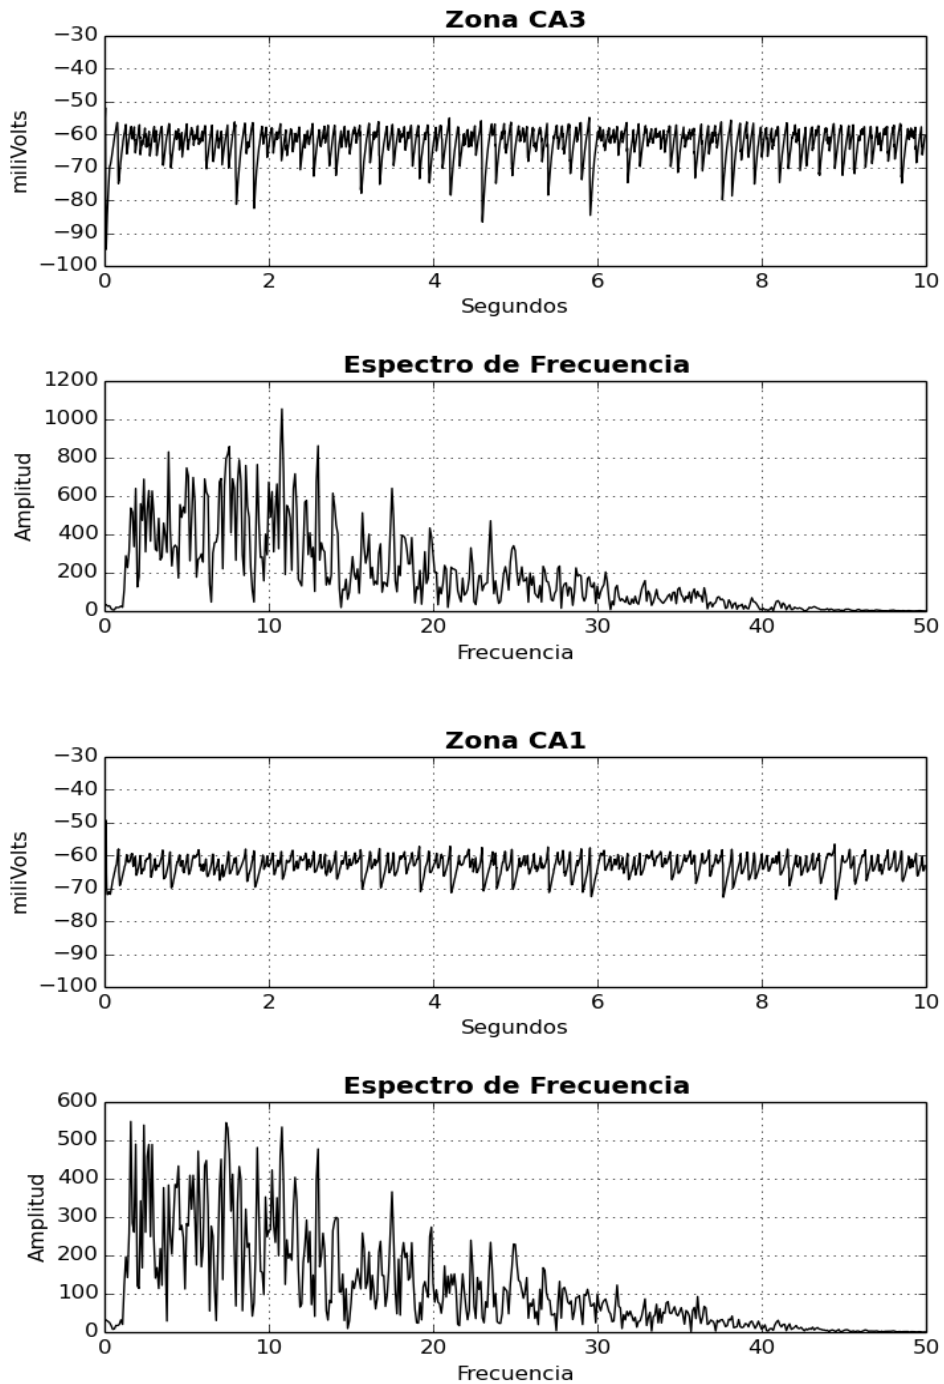 Zona CA3
−30
−40
−50
−60
−70
−80
−90
−100
miliVolts
0 2 4 6 8 10
Segundos
Espectro de Frecuencia
1200
1000
800
600
400
200
0
Amplitud
0 10 20 30 40 50
Frecuencia
Zona CA1
−30
−40
−50
−60
−70
−80
−90
−100
miliVolts
0 2 4 6 8 10
Segundos
Espectro de Frecuencia
600
500
400
300
200
100
0
Amplitud
0 10 20 30 40 50
Frecuencia